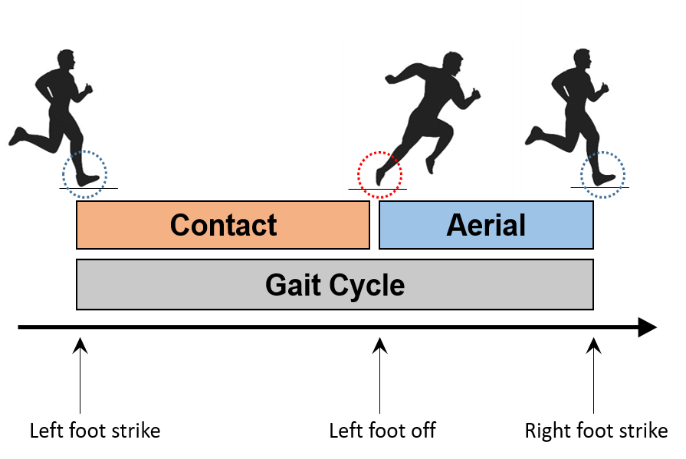 Contact
Aerial
Gait Cycle
Left foot strike
Left foot off
Right foot strike